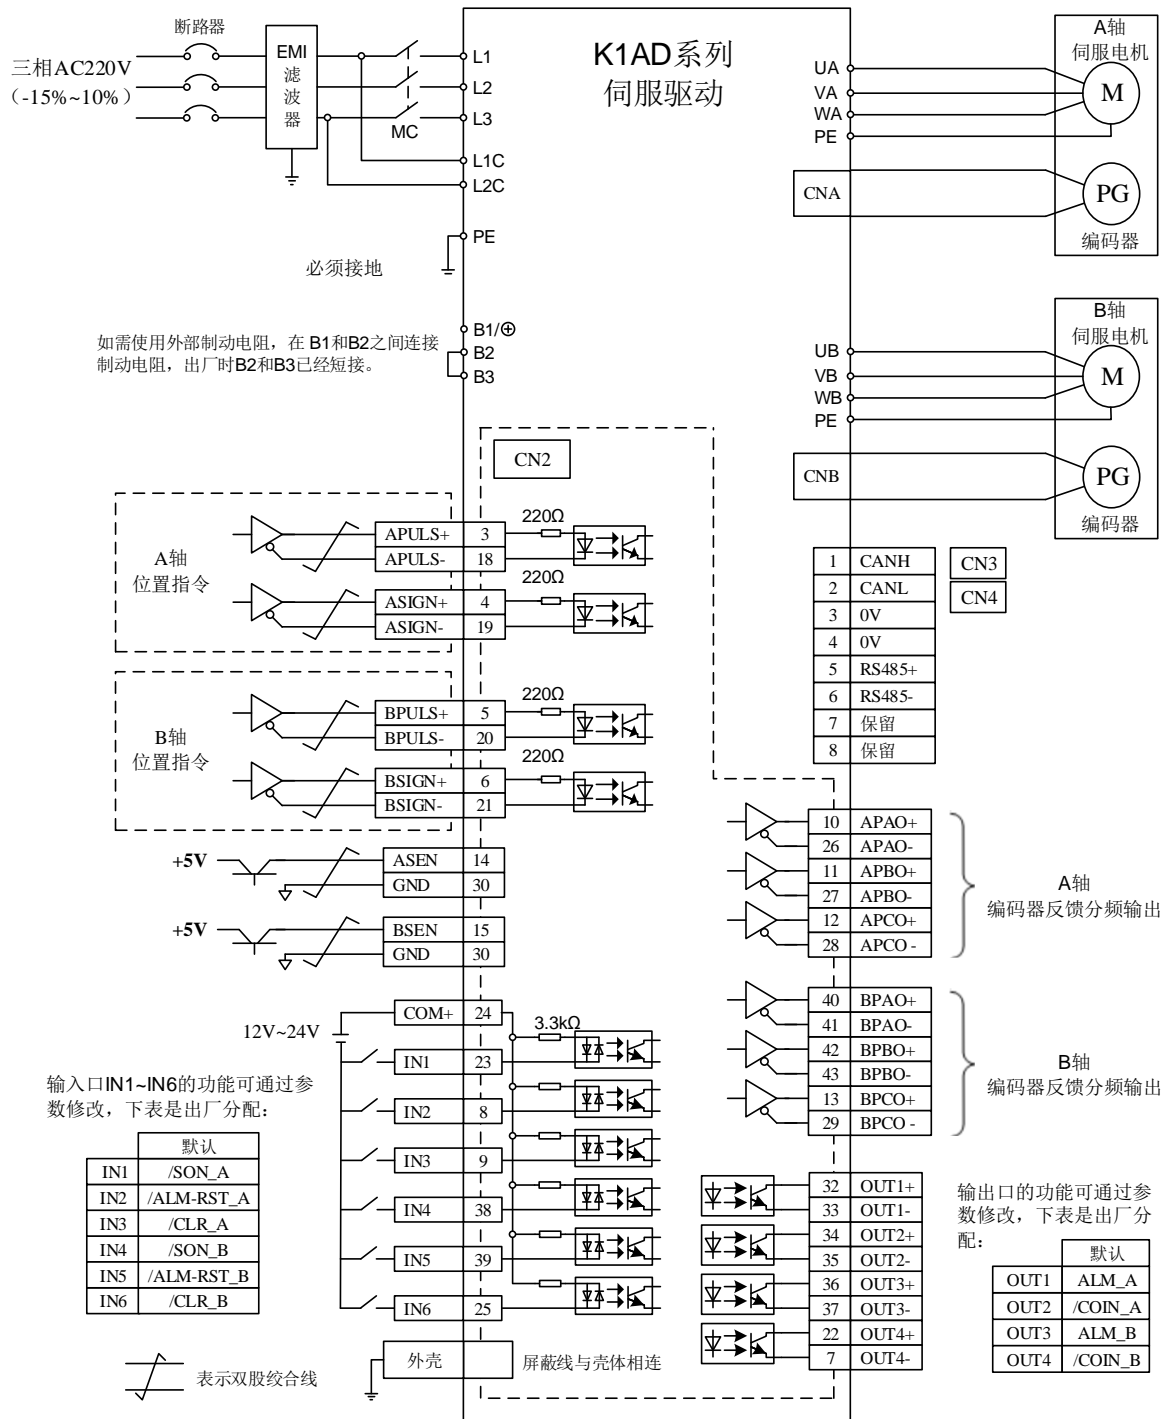 断路器
三相AC220V
（-15%~10%）
EMI
滤
波
器
MC
L1
L2
L3
L1C
L2C
PE
必须接地
K1AD系列
伺服驱动
UA
VA
WA
PE
A轴
伺服电机
M
CNA
PG
编码器
如需使用外部制动电阻，在 B1和B2之间连接
制动电阻，出厂时B2和B3已经短接。
B1/⊕
B2
B3
UB
VB
WB
PE
B轴
伺服电机
M
CNB
PG
编码器
CN2
A轴
位置指令
APULS+ 3
APULS- 18
220Ω
ASIGN+ 4
ASIGN- 19
220Ω
B轴
位置指令
BPULS+ 5
BPULS- 20
220Ω
BSIGN+ 6
BSIGN- 21
220Ω
+5V
ASEN 14
GND 30
+5V
BSEN 15
GND 30
1 CANH
2 CANL
3 0V
4 0V
5 RS485+
6 RS485-
7 保留
8 保留
CN3
CN4
10 APAO+
26 APAO-
11 APBO+
27 APBO-
12 APCO+
28 APCO -
A轴
编码器反馈分频输出
40 BPAO+
41 BPAO-
42 BPBO+
43 BPBO-
13 BPCO+
29 BPCO -
B轴
编码器反馈分频输出
12V~24V
COM+ 24
3.3kΩ
IN1 23
IN2 8
IN3 9
IN4 38
IN5 39
IN6 25
外壳
屏蔽线与壳体相连
输入口IN1~IN6的功能可通过参
数修改，下表是出厂分配：
默认
IN1 /SON_A
IN2 /ALM-RST_A
IN3 /CLR_A
IN4 /SON_B
IN5 /ALM-RST_B
IN6 /CLR_B
表示双股绞合线
32 OUT1+
33 OUT1-
34 OUT2+
35 OUT2-
36 OUT3+
37 OUT3-
22 OUT4+
7 OUT4-
输出口的功能可通过参
数修改，下表是出厂分
配：
默认
OUT1 ALM_A
OUT2 /COIN_A
OUT3 ALM_B
OUT4 /COIN_B